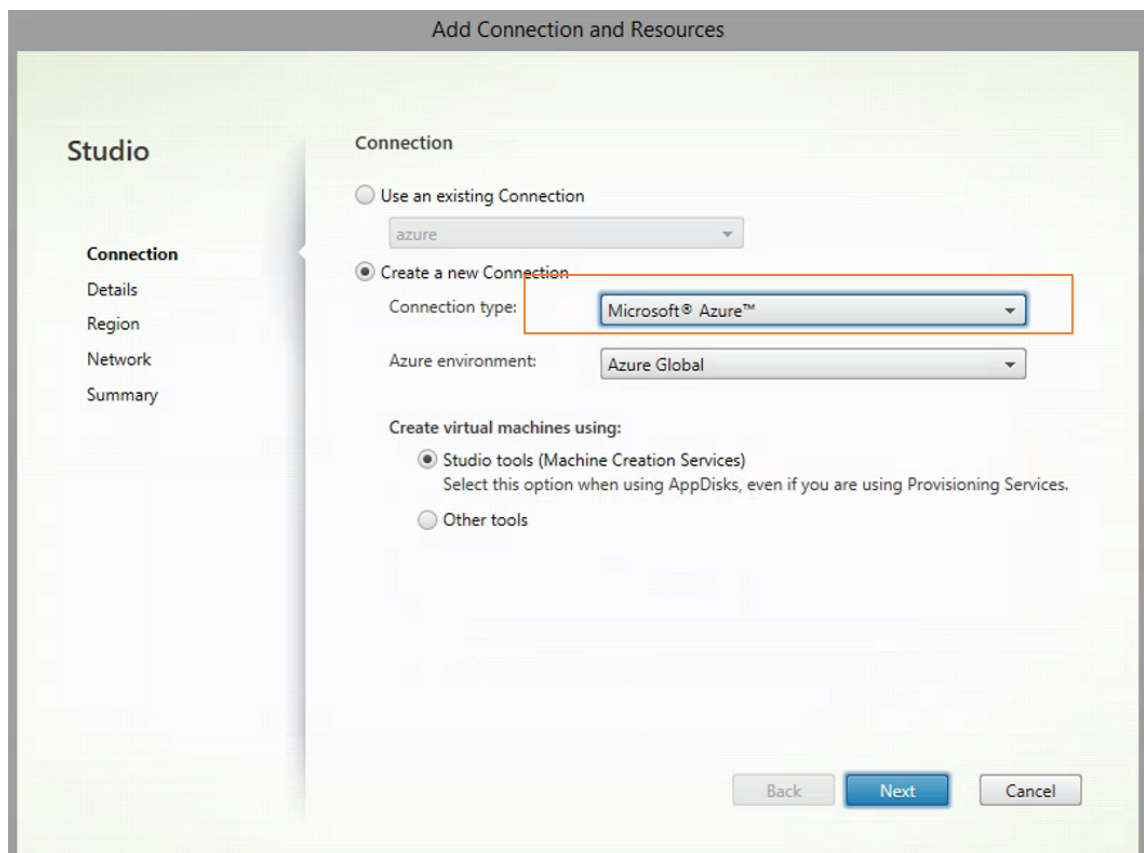 Add Connection and Resources
Studio
Connection
Details
Region
Network
Summary
Connection
Use an existing Connection
azure
Create a new Connection
Connection type:
Microsoft® Azure™
Azure environment:
Azure Global
Create virtual machines using:
Studio tools (Machine Creation Services)
Select this option when using AppDisks, even if you are using Provisioning Services.
Other tools
Back
Next
Cancel